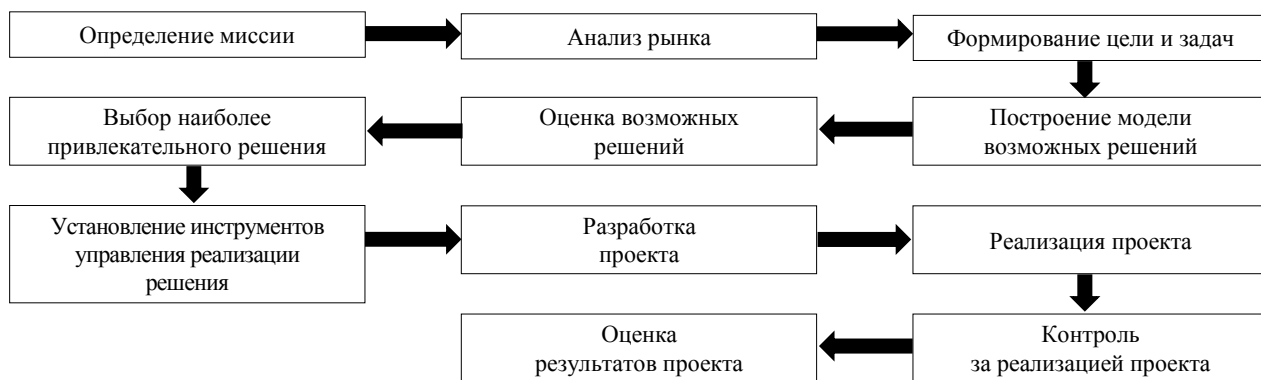 Определение миссии
Анализ рынка
Формирование цели и задач
Построение модели
возможных решений
Оценка возможных
решений
Выбор наиболее
привлекательного решения
Установление инструментов
управления реализации
решения
Разработка
проекта
Реализация проекта
Контроль
за реализацией проекта
Оценка
результатов проекта